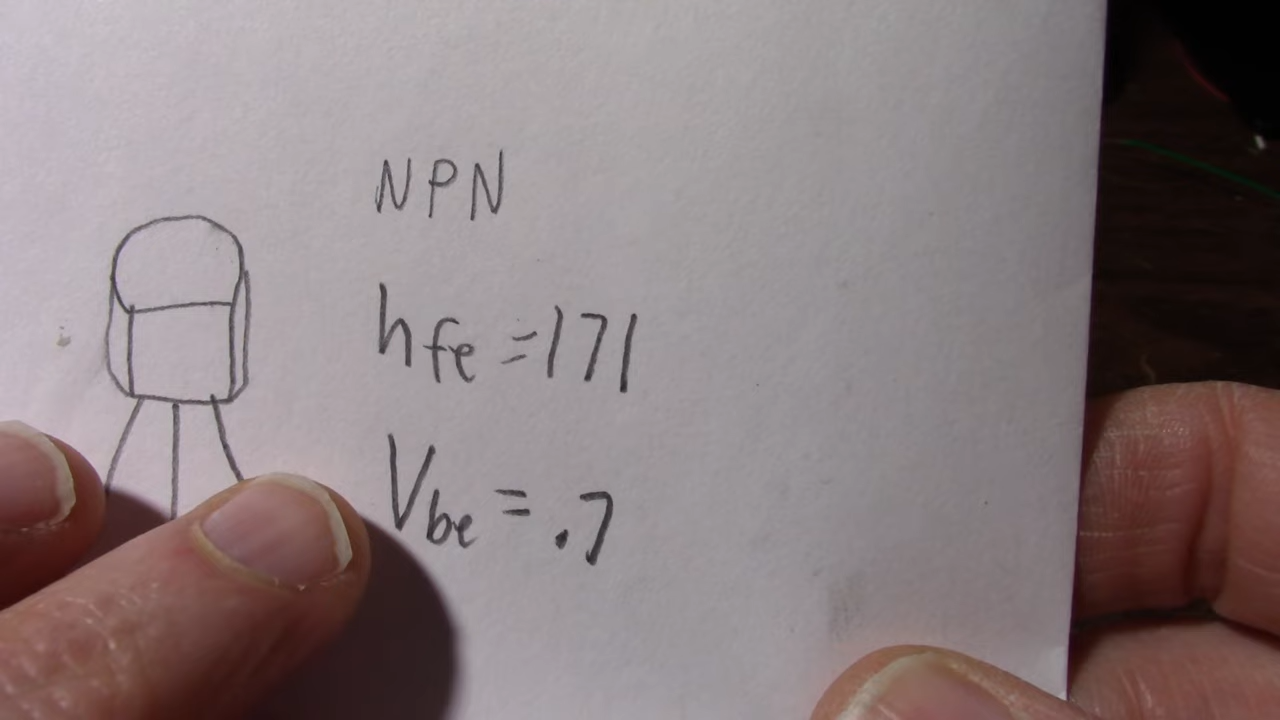 NPN
hfe = 171
Vbe = .7